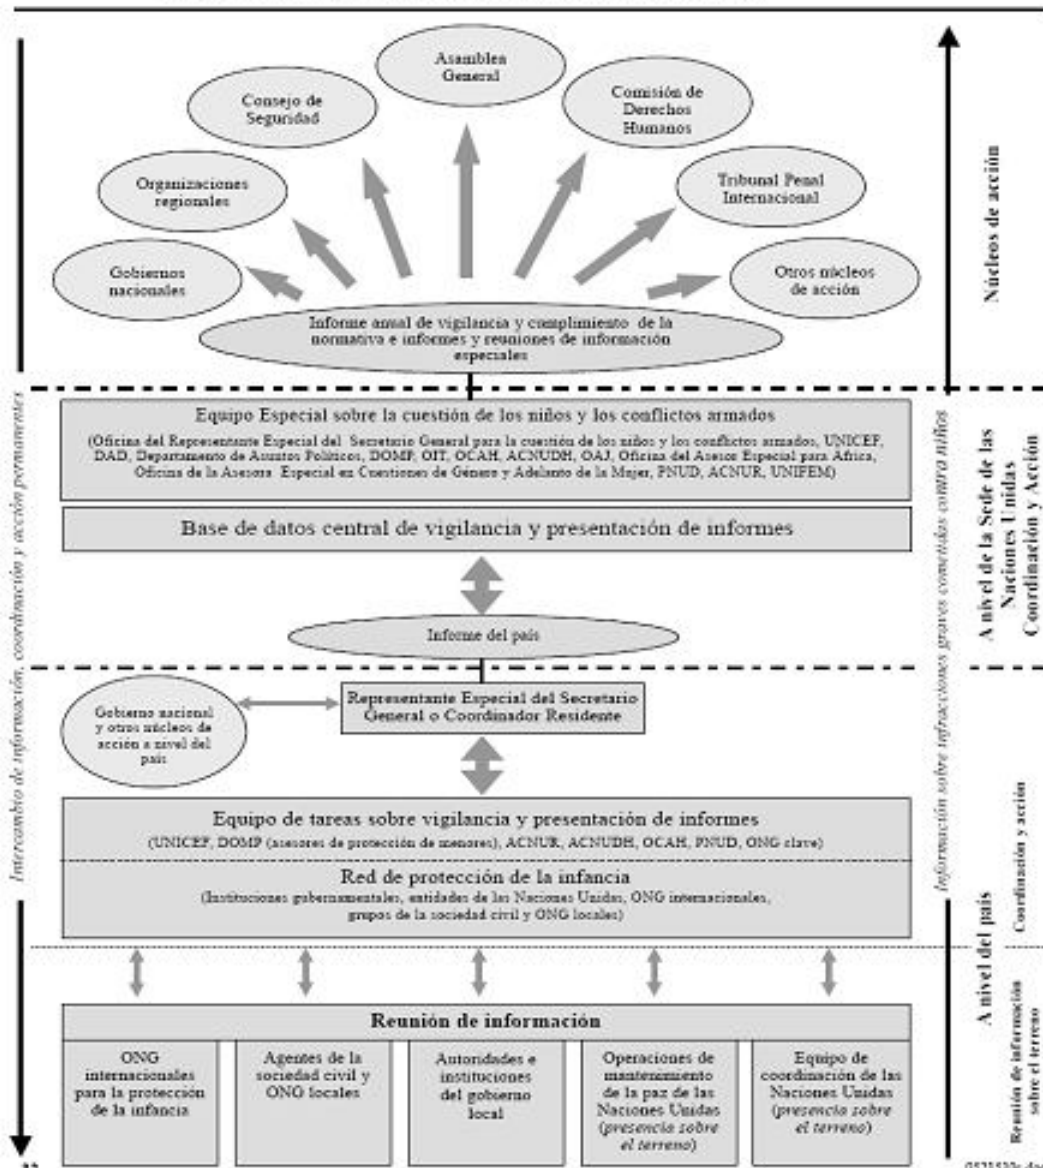 Asamblea
General
Consejo de
Seguridad
Comisión de
Derechos
Humanos
Organizaciones
regionales
Tribunal Penal
Internacional
Gobiernos
nacionales
Otros núcleos
de acción
Informe anual de vigilancia y cumplimiento de la
normativa e informes y reuniones de información
especiales
Núcleos de acción
Equipo Especial sobre la cuestión de los niños y los conflictos armados
(Oficina del Representante Especial del Secretario General para la cuestión de los niños y los conflictos armados, UNICEF,
DAD, Departamento de Asuntos Políticos, DOMP, OIT, OCAH, ACNUDH, OAJ, Oficina del Asesor Especial para África,
Oficina de la Asesora Especial en Cuestiones de Género y Adelanto de la Mujer, PNUD, ACNUR, UNIFEM)
Base de datos central de vigilancia y presentación de informes
Informe del país
A nivel de la Sede de las
Naciones Unidas
Coordinación y Acción
Intercambio de información, coordinación y acción permanentes
Información sobre infracciones graves cometidas contra niños
Representante Especial del Secretario
General o Coordinador Residente
Gobierno nacional
y otros núcleos de
acción a nivel del
país
Equipo de tareas sobre vigilancia y presentación de informes
(UNICEF, DOMP (asesores de protección de menores), ACNUR, ACNUDH, OCAH, PNUD, ONG clave)
Red de protección de la infancia
(Instituciones gubernamentales, entidades de las Naciones Unidas, ONG internacionales,
grupos de la sociedad civil y ONG locales)
A nivel del país
Coordinación y acción
Reunión de información
sobre el terreno
Reunión de información
ONG
internacionales
para la protección
de la infancia
Agentes de la
sociedad civil y
ONG locales
Autoridades e
instituciones
del gobierno
local
Operaciones de
mantenimiento
de la paz de las
Naciones Unidas
(presencia sobre
el terreno)
Equipo de
coordinación de las
Naciones Unidas
(presencia sobre
el terreno)